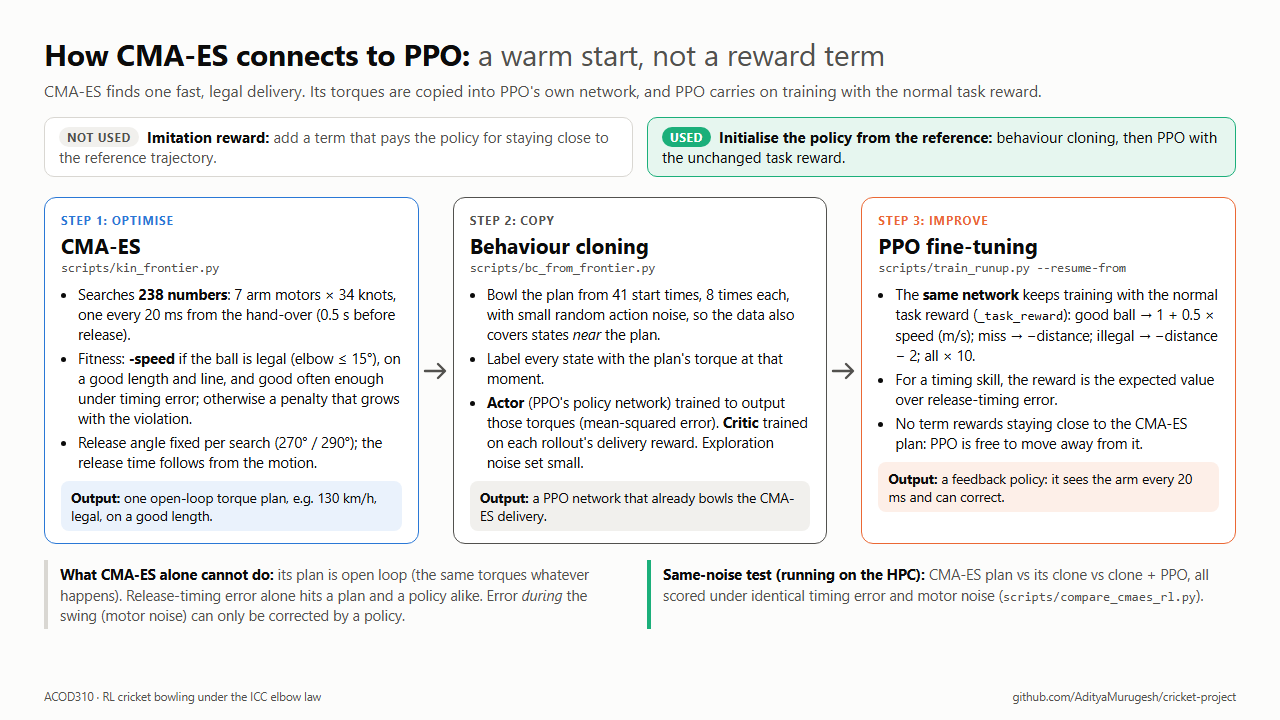 How CMA-ES connects to PPO: a warm start, not a reward term
CMA-ES finds one fast, legal delivery. Its torques are copied into PPO's own network, and PPO carries on training with the normal task reward.
NOT USED Imitation reward: add a term that pays the policy for staying close to
the reference trajectory.
USED Initialise the policy from the reference: behaviour cloning, then PPO with
the unchanged task reward.
STEP 1: OPTIMISE
CMA-ES
scripts/kin_frontier.py
• Searches 238 numbers: 7 arm motors × 34 knots,
one every 20 ms from the hand-over (0.5 s before
release).
• Fitness: -speed if the ball is legal (elbow ≤ 15°), on
a good length and line, and good often enough
under timing error; otherwise a penalty that grows
with the violation.
• Release angle fixed per search (270° / 290°); the
release time follows from the motion.
Output: one open-loop torque plan, e.g. 130 km/h,
legal, on a good length.
→
STEP 2: COPY
Behaviour cloning
scripts/bc_from_frontier.py
• Bowl the plan from 41 start times, 8 times each,
with small random action noise, so the data also
covers states near the plan.
• Label every state with the plan's torque at that
moment.
• Actor (PPO's policy network) trained to output
those torques (mean-squared error). Critic trained
on each rollout's delivery reward. Exploration
noise set small.
Output: a PPO network that already bowls the CMA-
ES delivery.
→
STEP 3: IMPROVE
PPO fine-tuning
scripts/train_runup.py --resume-from
• The same network keeps training with the normal
task reward (_task_reward): good ball → 1 + 0.5 ×
speed (m/s); miss → −distance; illegal → −distance
− 2; all × 10.
• For a timing skill, the reward is the expected value
over release-timing error.
• No term rewards staying close to the CMA-ES
plan: PPO is free to move away from it.
Output: a feedback policy: it sees the arm every 20
ms and can correct.
What CMA-ES alone cannot do: its plan is open loop (the same torques whatever
happens). Release-timing error alone hits a plan and a policy alike. Error during the
swing (motor noise) can only be corrected by a policy.
Same-noise test (running on the HPC): CMA-ES plan vs its clone vs clone + PPO, all
scored under identical timing error and motor noise (scripts/compare_cmaes_rl.py).
ACOD310 · RL cricket bowling under the ICC elbow law
github.com/AdityaMurugesh/cricket-project